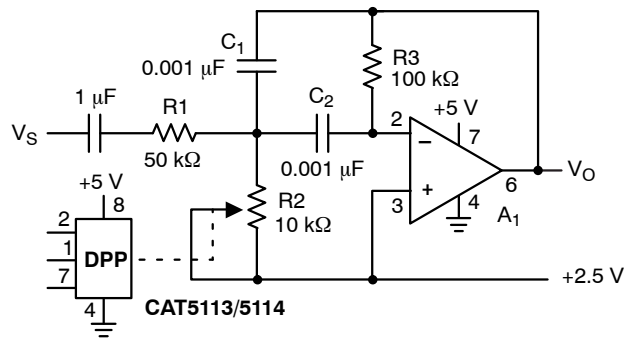 C1
0.001 µF
R3
100 kΩ
1 µF
R1
C2
+5 V
VS
2
7
50 kΩ
0.001 µF
–
+
6
VO
+5 V
8
R2
10 kΩ
3
4
A1
2
1
DPP
7
+2.5 V
4
CAT5113/5114